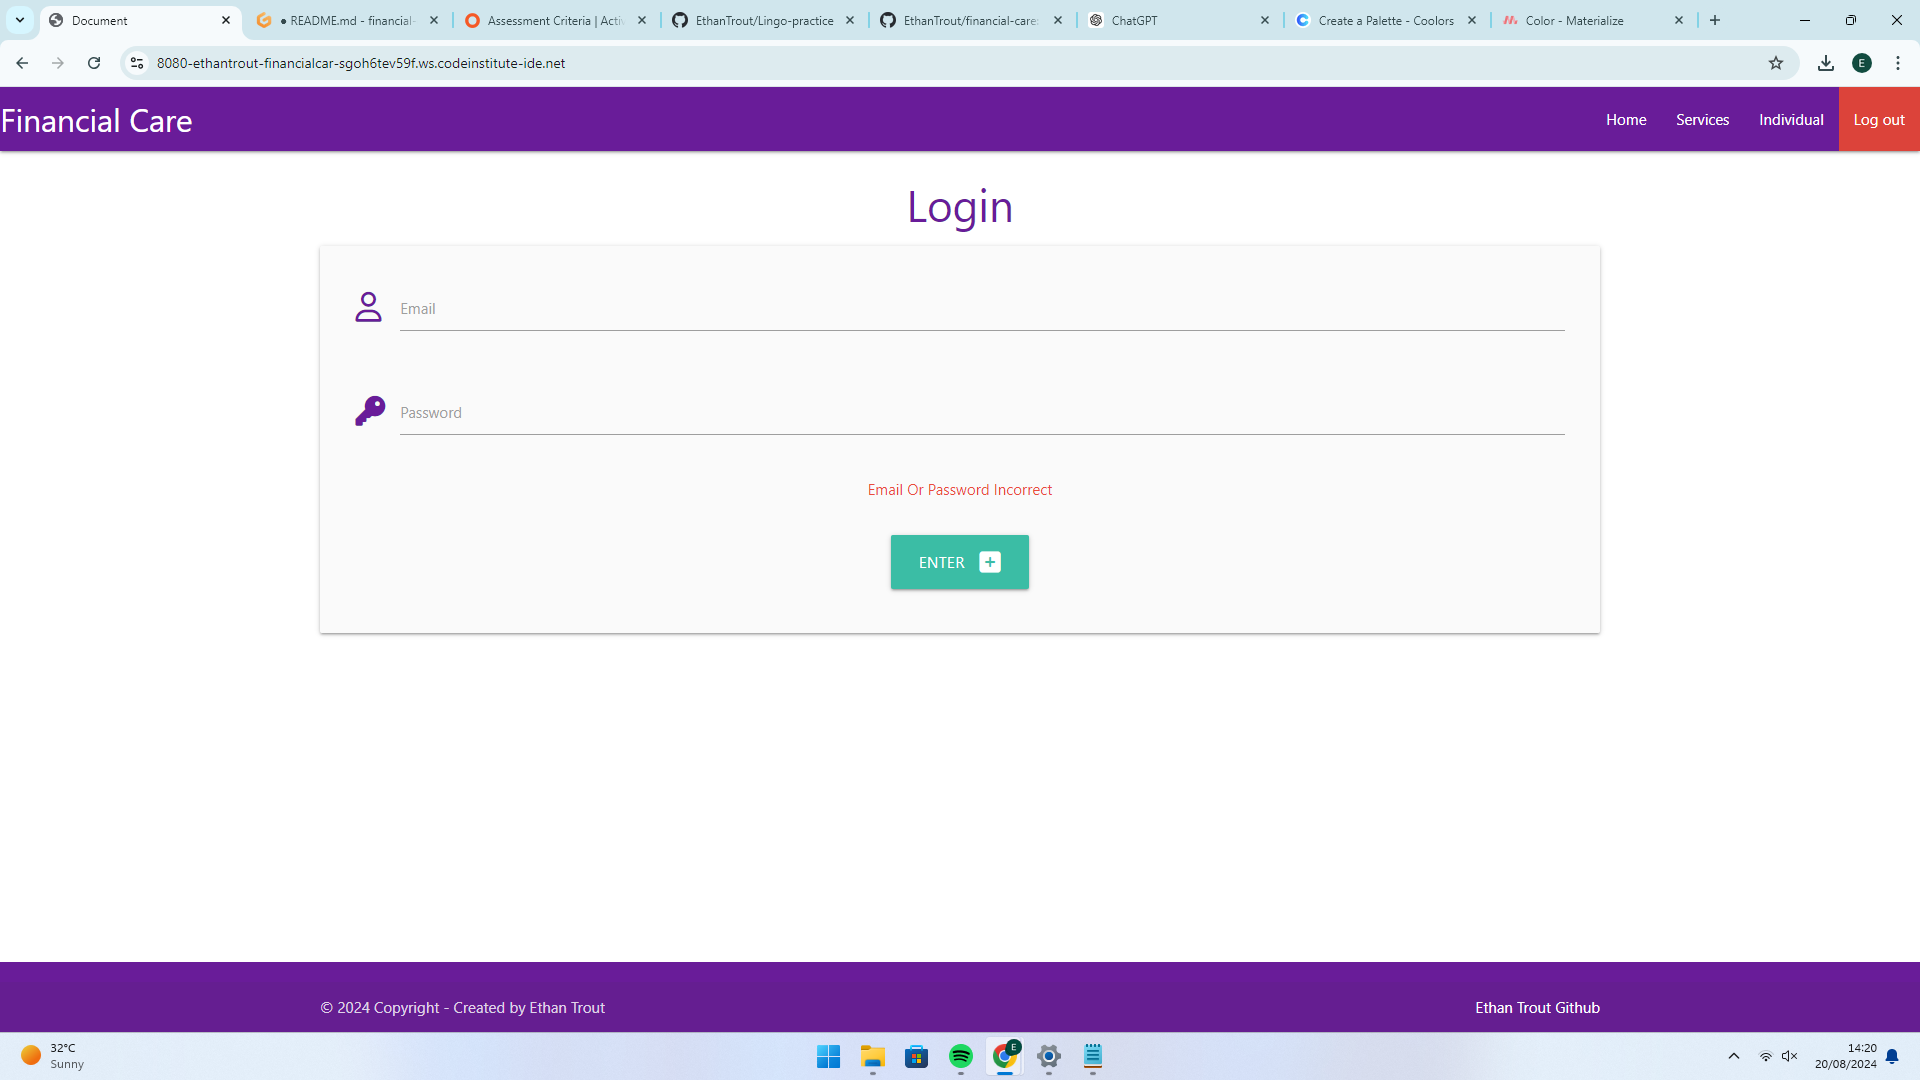 Document
● README.md - financial-
Assessment Criteria | Activ
EthanTrout/Lingo-practice
EthanTrout/financial-care:
ChatGPT
Create a Palette - Coolors
Color - Materialize
8080-ethantrout-financialcar-sgoh6tev59f.ws.codeinstitute-ide.net
E
Financial Care
Home
Services
Individual
Log out
Login
Email
Password
Email Or Password Incorrect
ENTER
© 2024 Copyright - Created by Ethan Trout
Ethan Trout Github
32°C
Sunny
E
14:20
20/08/2024